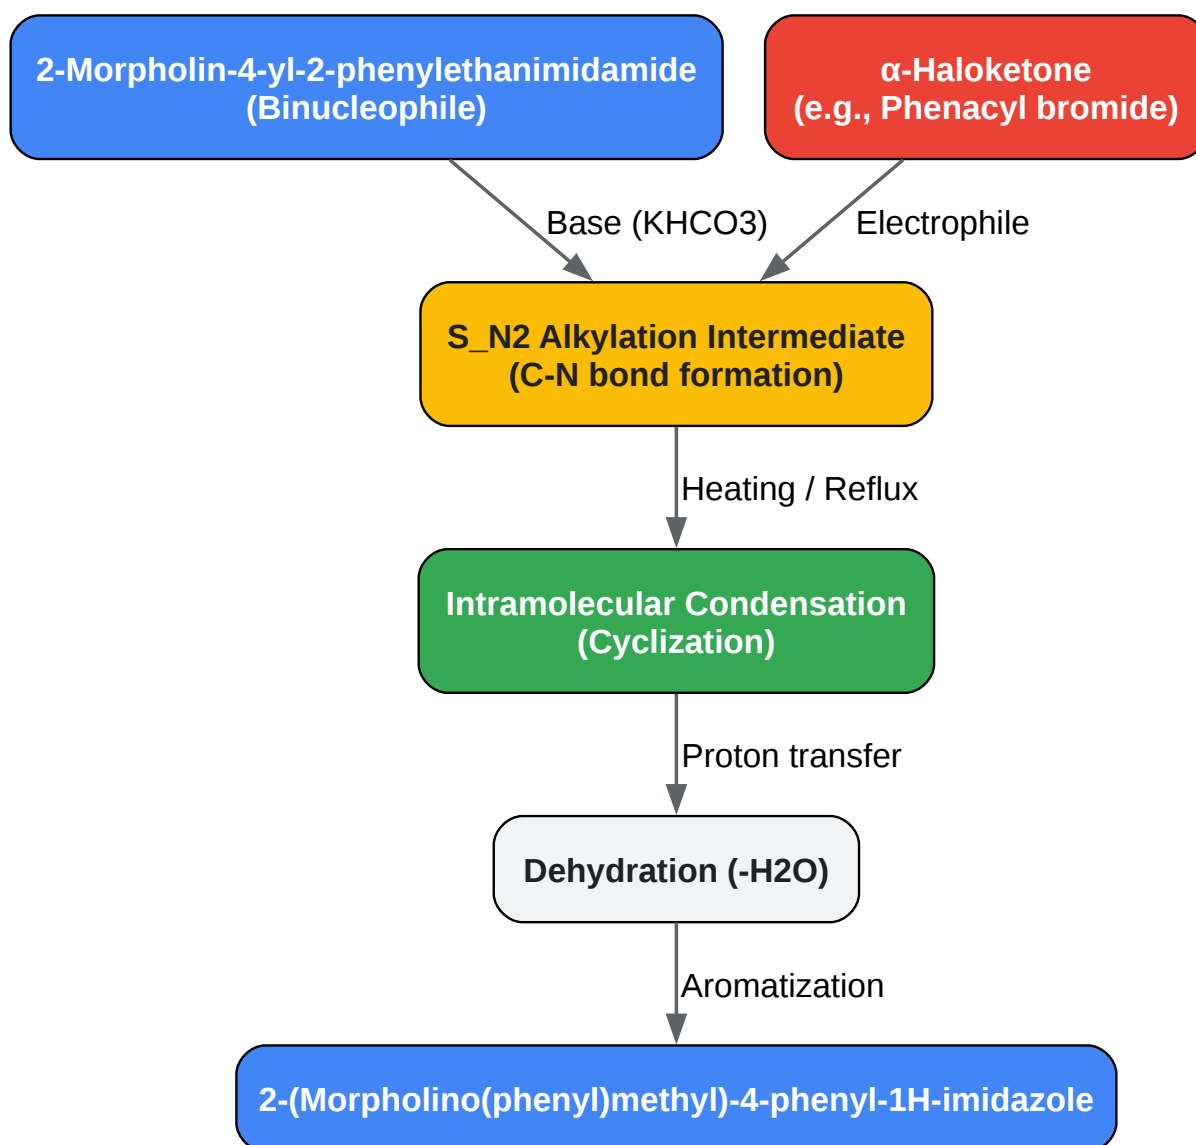 2-Morpholin-4-yl-2-phenylethanimidamide
(Binucleophile)
α-Haloketone
(e.g., Phenacyl bromide)
Base (KHCO3)
Electrophile
S_N2 Alkylation Intermediate
(C-N bond formation)
Heating / Reflux
Intramolecular Condensation
(Cyclization)
Proton transfer
Dehydration (-H2O)
Aromatization
2-(Morpholino(phenyl)methyl)-4-phenyl-1H-imidazole